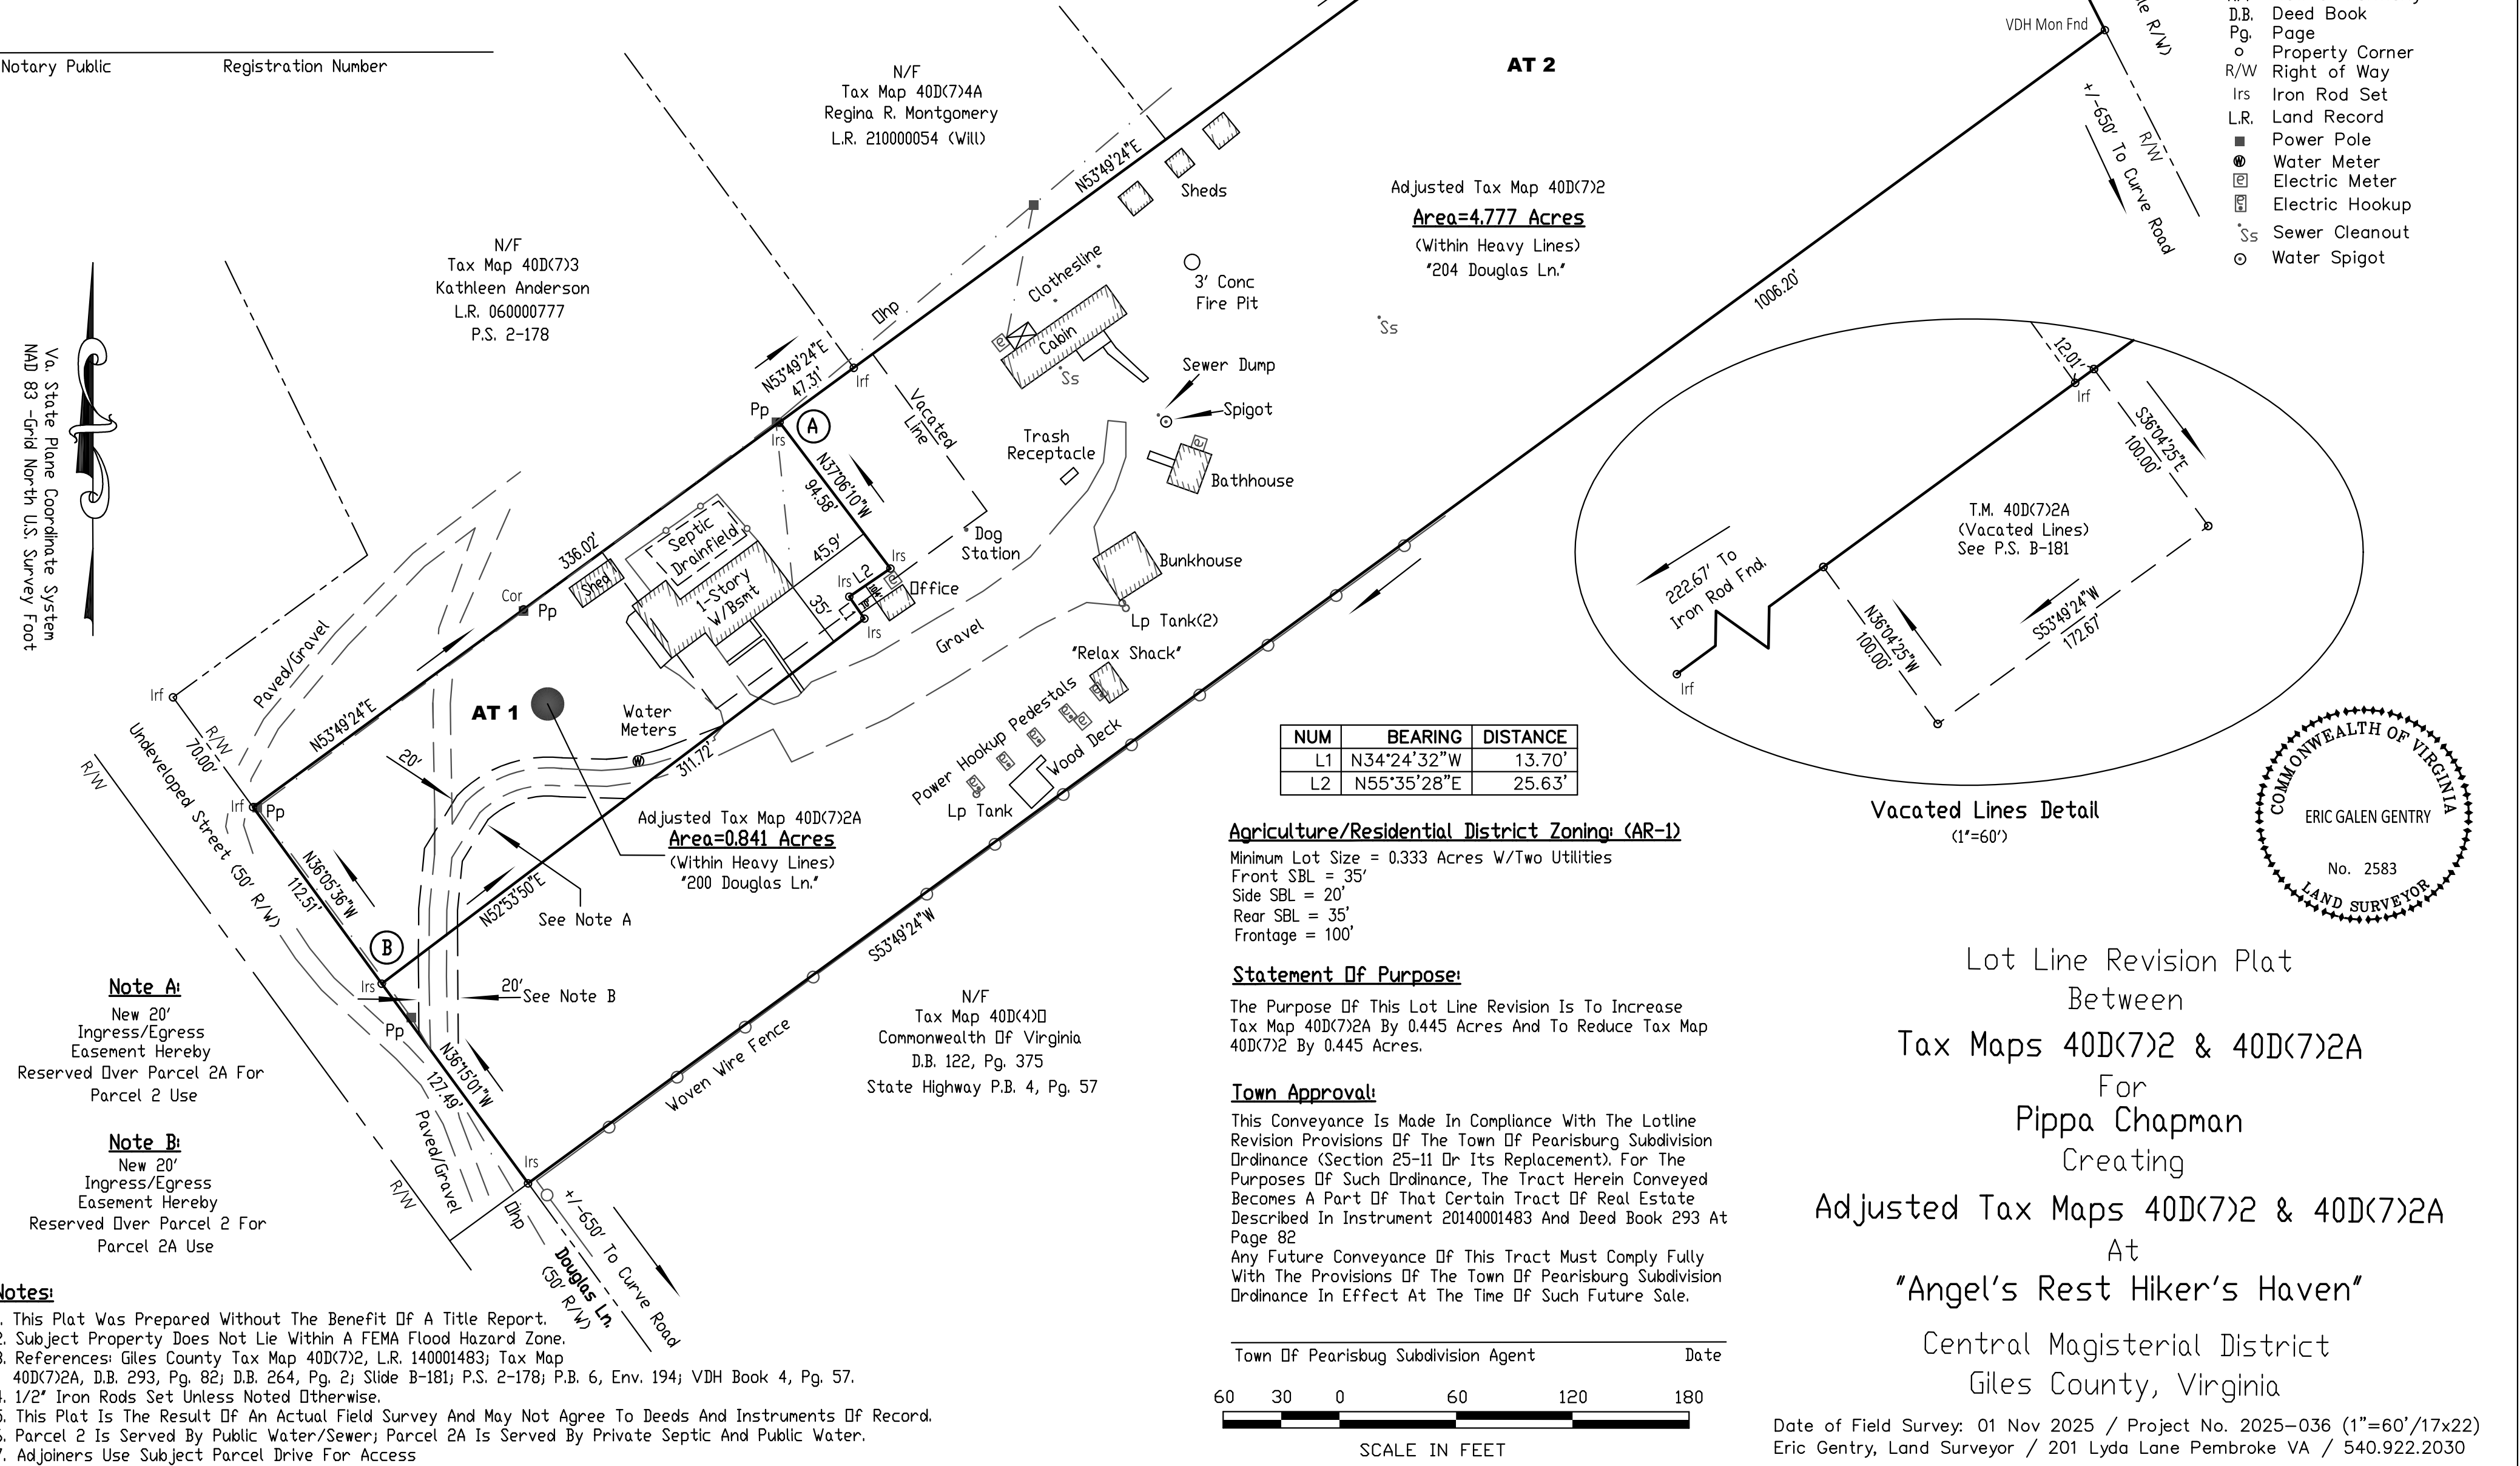 Notary Public
Registration Number
N/F
Tax Map 40D(7)4A
Regina R. Montgomery
L.R. 210000054 (Will)
N/F
Tax Map 40D(7)3
Kathleen Anderson
L.R. 060000777
P.S. 2-178
Va. State Plane Coordinate System
NAD 83 -Grid North U.S. Survey Foot
AT 2
Adjusted Tax Map 40D(7)2
Area=4.777 Acres
(Within Heavy Lines)
"204 Douglas Ln."
N53°49'24"E
Sheds
Clothesline
3' Conc
Fire Pit
Cabin
Ss
Ss
Ohp
N53°49'24"E
47.31'
Irf
Pp
Irs
A
Vacated
Line
Sewer Dump
Spigot
Trash
Receptacle
Bathhouse
N37°06'10"W
94.58'
Dog
Station
Bunkhouse
Lp Tank(2)
Septic
Drainfield
45.9'
Irs
Irs
L2
L1
Office
Irs
35'
1-Story
W/Bsmt
Shed
336.02'
Cor
Pp
Gravel
"Relax Shack"
Power Hookup Pedestals
Wood Deck
Lp Tank
Paved/Gravel
Irf
R/W
70.00'
N53°49'24"E
AT 1
Water
Meters
W
311.72'
20'
Undeveloped Street (50' R/W)
R/W
Irf
Pp
N36°05'36"W
112.51'
Adjusted Tax Map 40D(7)2A
Area=0.841 Acres
(Within Heavy Lines)
"200 Douglas Ln."
See Note A
N52°53'50"E
B
Irs
20'
See Note B
Pp
N36°15'01"W
127.49'
Paved/Gravel
R/W
Irs
Ohp
+/-650' To Curve Road
Douglas Ln.
(50' R/W)
Woven Wire Fence
S53°49'24"W
N/F
Tax Map 40D(4)O
Commonwealth Of Virginia
D.B. 122, Pg. 375
State Highway P.B. 4, Pg. 57
1006.20'
VDH Mon Fnd
R/W)
R/W
+/-650' To Curve Road
D.B. Deed Book
Pg. Page
Property Corner
R/W Right of Way
Irs Iron Rod Set
L.R. Land Record
Power Pole
W Water Meter
e Electric Meter
Electric Hookup
Ss Sewer Cleanout
Water Spigot
12.01'
Irf
S36°04'25"E
100.00'
T.M. 40D(7)2A
(Vacated Lines)
See P.S. B-181
222.67' To
Iron Rod Fnd.
Irf
N36°04'25"W
100.00'
S53°49'24"W
172.67'
Vacated Lines Detail
(1"=60')
NUM BEARING DISTANCE
L1 N34°24'32"W 13.70'
L2 N55°35'28"E 25.63'
Agriculture/Residential District Zoning: (AR-1)
Minimum Lot Size = 0.333 Acres W/Two Utilities
Front SBL = 35'
Side SBL = 20'
Rear SBL = 35'
Frontage = 100'
Statement Of Purpose:
The Purpose Of This Lot Line Revision Is To Increase
Tax Map 40D(7)2A By 0.445 Acres And To Reduce Tax Map
40D(7)2 By 0.445 Acres.
Town Approval:
This Conveyance Is Made In Compliance With The Lotline
Revision Provisions Of The Town Of Pearisburg Subdivision
Ordinance (Section 25-11 Or Its Replacement). For The
Purposes Of Such Ordinance, The Tract Herein Conveyed
Becomes A Part Of That Certain Tract Of Real Estate
Described In Instrument 20140001483 And Deed Book 293 At
Page 82
Any Future Conveyance Of This Tract Must Comply Fully
With The Provisions Of The Town Of Pearisburg Subdivision
Ordinance In Effect At The Time Of Such Future Sale.
Town Of Pearisbug Subdivision Agent Date
60 30 0 60 120 180
SCALE IN FEET
COMMONWEALTH OF VIRGINIA
ERIC GALEN GENTRY
No. 2583
LAND SURVEYOR
Lot Line Revision Plat
Between
Tax Maps 40D(7)2 & 40D(7)2A
For
Pippa Chapman
Creating
Adjusted Tax Maps 40D(7)2 & 40D(7)2A
At
"Angel's Rest Hiker's Haven"
Central Magisterial District
Giles County, Virginia
Date of Field Survey: 01 Nov 2025 / Project No. 2025-036 (1"=60'/17x22)
Eric Gentry, Land Surveyor / 201 Lyda Lane Pembroke VA / 540.922.2030
Note A:
New 20'
Ingress/Egress
Easement Hereby
Reserved Over Parcel 2A For
Parcel 2 Use
Note B:
New 20'
Ingress/Egress
Easement Hereby
Reserved Over Parcel 2 For
Parcel 2A Use
Notes:
. This Plat Was Prepared Without The Benefit Of A Title Report.
2. Subject Property Does Not Lie Within A FEMA Flood Hazard Zone.
3. References: Giles County Tax Map 40D(7)2, L.R. 140001483; Tax Map
40D(7)2A, D.B. 293, Pg. 82; D.B. 264, Pg. 2; Slide B-181; P.S. 2-178; P.B. 6, Env. 194; VDH Book 4, Pg. 57.
4. 1/2" Iron Rods Set Unless Noted Otherwise.
5. This Plat Is The Result Of An Actual Field Survey And May Not Agree To Deeds And Instruments Of Record.
6. Parcel 2 Is Served By Public Water/Sewer; Parcel 2A Is Served By Private Septic And Public Water.
7. Adjoiners Use Subject Parcel Drive For Access